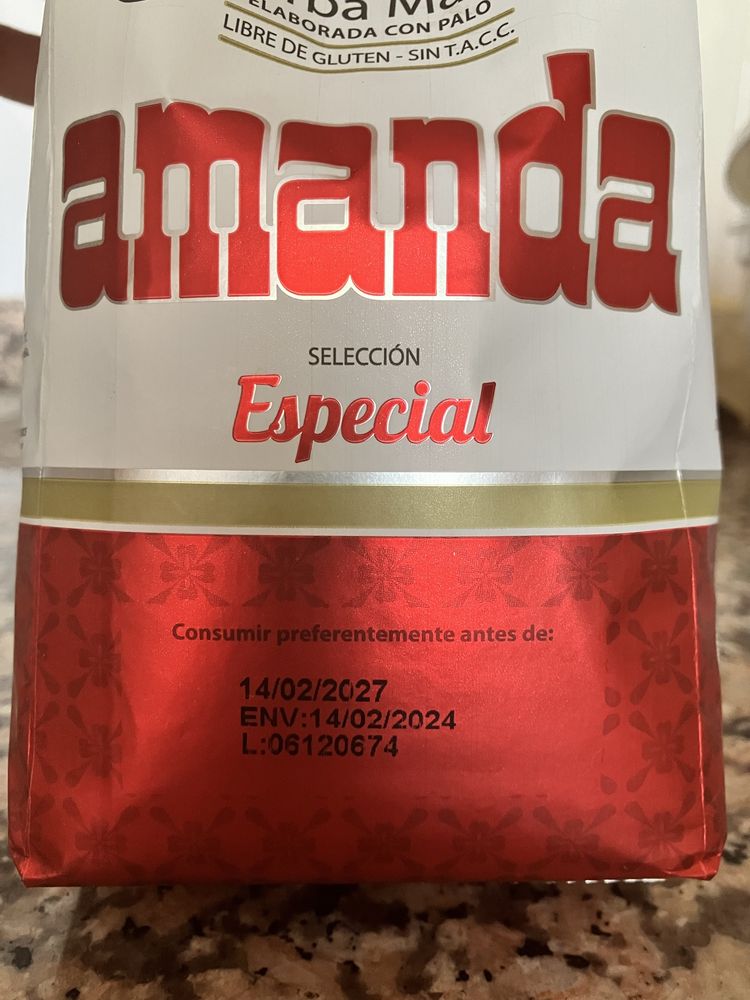 ELABORADA CON PALO
LIBRE DE GLUTEN - SIN T.A.C.C.
amanda
SELECCIÓN
Especial
Consumir preferentemente antes de:
14/02/2027
ENV:14/02/2024
L:06120674